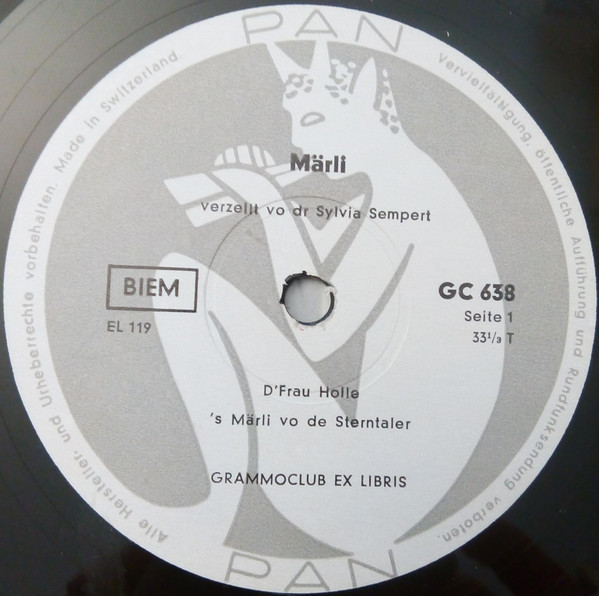 PAN
Alle Hersteller- und Urheberrechte vorbehalten. Made in Switzerland.
Vervielfältigung, öffentliche Aufführung und Rundfunksendung verboten.
Märli
verzellt vo dr Sylvia Sempert
BIEM
EL 119
GC 638
Seite 1
33⅓ T
D'Frau Holle
's Märli vo de Sterntaler
GRAMMOCLUB EX LIBRIS
PAN